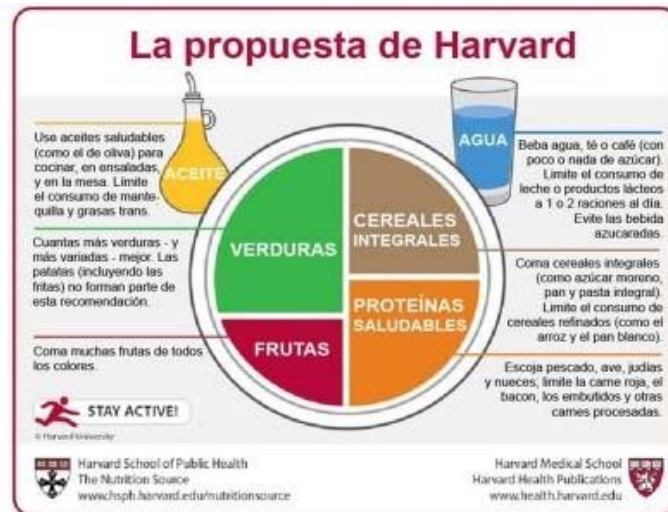 La propuesta de Harvard
Use aceites saludables
(como el de oliva) para
cocinar, en ensaladas,
y en la mesa. Límite
el consumo de mante-
quilla y grasas trans.
ACEITE
AGUA
Beba agua, té o café (con
poco o nada de azúcar).
Limite el consumo de
leche o productos lácteos
a 1 o 2 raciones al día.
Evite las bebida
azucaradas.
Cuantas más verduras - y
más variadas - mejor. Las
patatas (incluyendo las
fritas) no forman parte de
esta recomendación.
VERDURAS
CEREALES
INTEGRALES
Coma cereales integrales
(como azúcar moreno,
pan y pasta integral).
Limite el consumo de
cereales refinados (como el
arroz y el pan blanco).
Coma muchas frutas de todos
los colores.
FRUTAS
PROTEÍNAS
SALUDABLES
Escoja pescado, ave, judías
y nueces; limite la carne roja, el
bacon, los embutidos y otras
carnes procesadas.
STAY ACTIVE!
© Harvard University
Harvard School of Public Health
The Nutrition Source
www.hsph.harvard.edu/nutritionsource
Harvard Medical School
Harvard Health Publications
www.health.harvard.edu